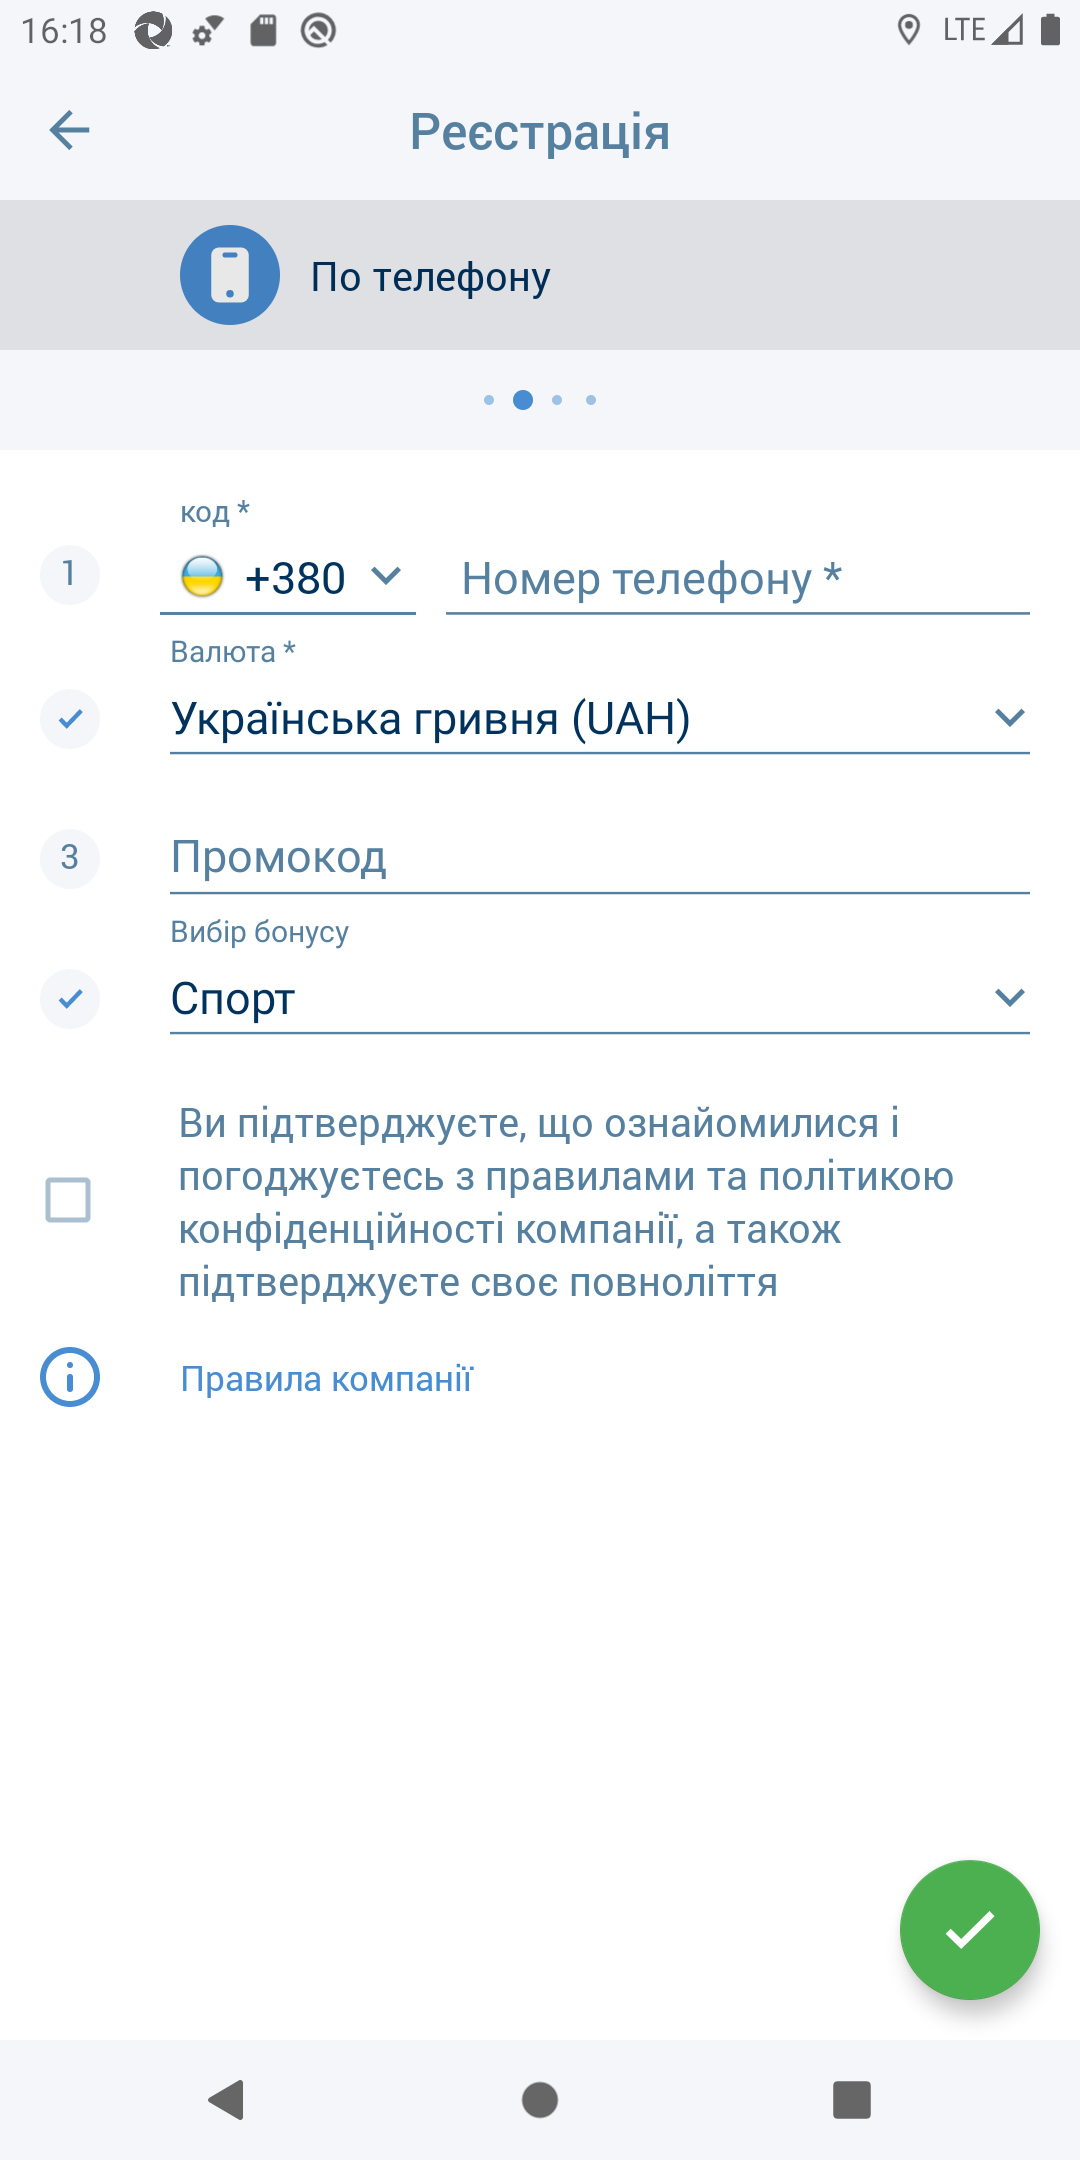 16:18
LTE
Реєстрація
По телефону
код *
1
+380
Номер телефону *
Валюта *
Українська гривня (UAH)
3
Промокод
Вибір бонусу
Спорт
Ви підтверджуєте, що ознайомилися і
погоджуєтесь з правилами та політикою
конфіденційності компанії, а також
підтверджуєте своє повноліття
Правила компанії